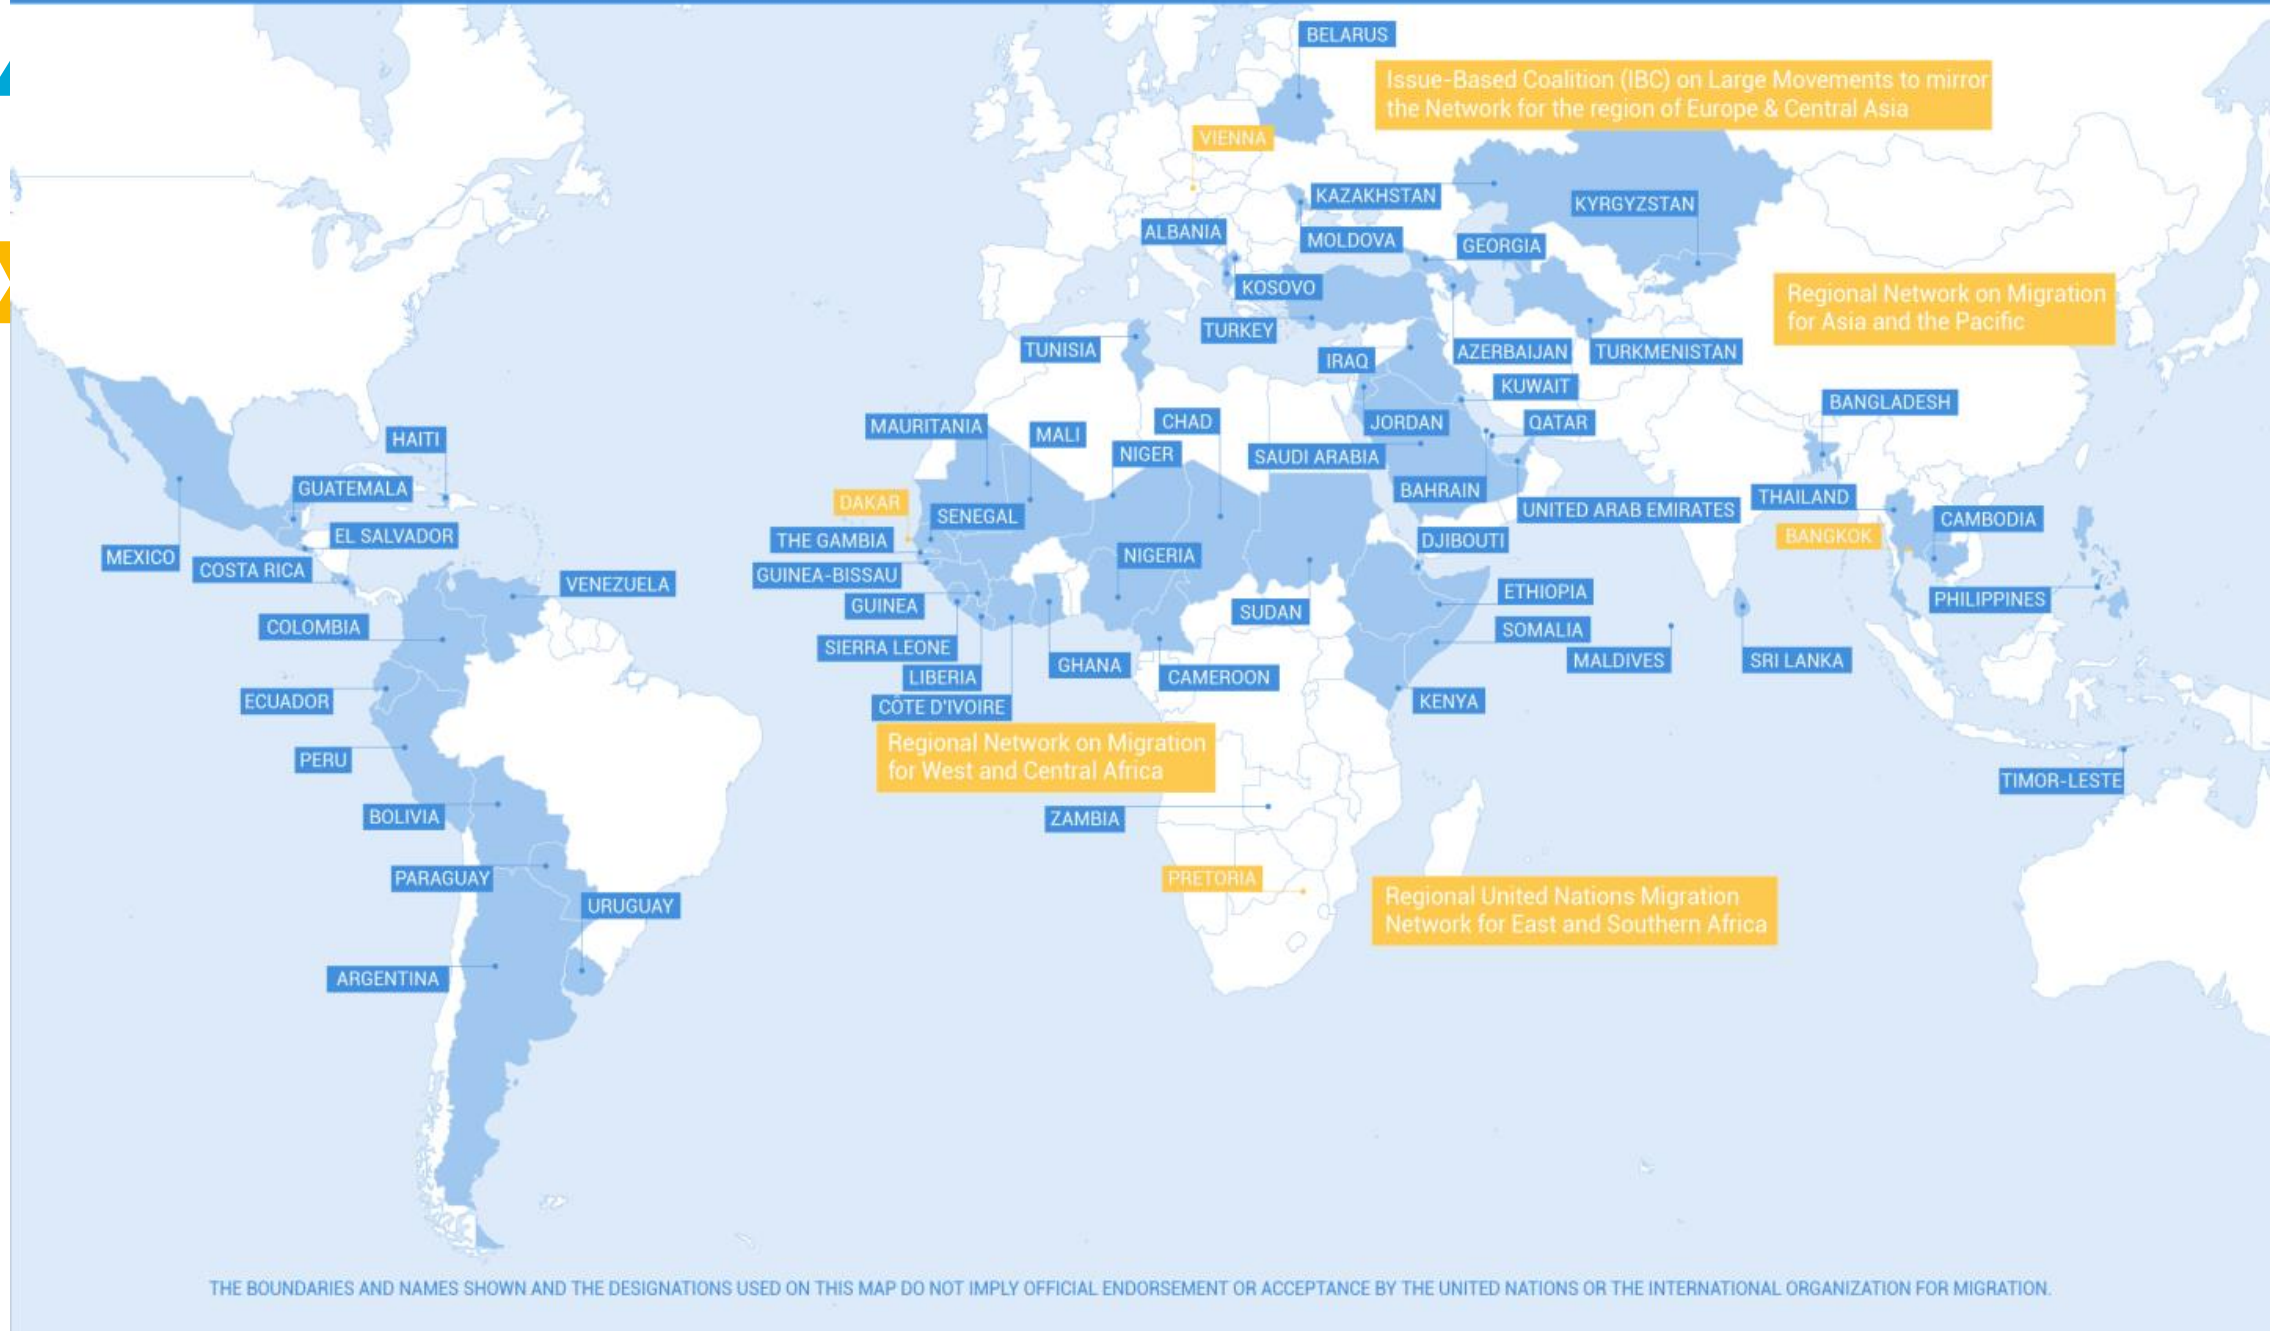 BELARUS
Issue-Based Coalition (IBC) on Large Movements to mirror
the Network for the region of Europe & Central Asia
VIENNA
KAZAKHSTAN
KYRGYZSTAN
ALBANIA
MOLDOVA
GEORGIA
KOSOVO
Regional Network on Migration
for Asia and the Pacific
TURKEY
TUNISIA
IRAQ
AZERBAIJAN
TURKMENISTAN
KUWAIT
BANGLADESH
MAURITANIA
MALI
CHAD
JORDAN
QATAR
HAITI
NIGER
SAUDI ARABIA
GUATEMALA
BAHRAIN
THAILAND
DAKAR
SENEGAL
UNITED ARAB EMIRATES
CAMBODIA
EL SALVADOR
THE GAMBIA
DJIBOUTI
BANGKOK
MEXICO
COSTA RICA
NIGERIA
GUINEA-BISSAU
VENEZUELA
ETHIOPIA
GUINEA
SUDAN
PHILIPPINES
COLOMBIA
SOMALIA
SIERRA LEONE
MALDIVES
SRI LANKA
GHANA
LIBERIA
CAMEROON
ECUADOR
CÔTE D'IVOIRE
KENYA
Regional Network on Migration
for West and Central Africa
PERU
TIMOR-LESTE
BOLIVIA
ZAMBIA
PARAGUAY
PRETORIA
URUGUAY
Regional United Nations Migration
Network for East and Southern Africa
ARGENTINA
THE BOUNDARIES AND NAMES SHOWN AND THE DESIGNATIONS USED ON THIS MAP DO NOT IMPLY OFFICIAL ENDORSEMENT OR ACCEPTANCE BY THE UNITED NATIONS OR THE INTERNATIONAL ORGANIZATION FOR MIGRATION.